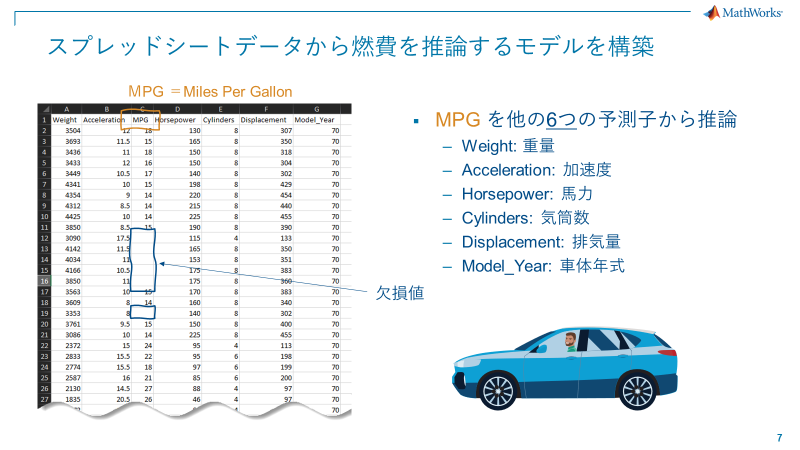 MathWorks
スプレッドシートデータから燃費を推論するモデルを構築
MPG ＝Miles Per Gallon
A B C D E F G
1 Weight Acceleration MPG Horsepower Cylinders Displacement Model_Year
2 3504 12 18 130 8 307 70
3 3693 11.5 15 165 8 350 70
4 3436 11 18 150 8 318 70
5 3433 12 16 150 8 304 70
6 3449 10.5 17 140 8 302 70
7 4341 10 15 198 8 429 70
8 4354 9 14 220 8 454 70
9 4312 8.5 14 215 8 440 70
10 4425 10 14 225 8 455 70
11 3850 8.5 15 190 8 390 70
12 3090 17.5 115 4 133 70
13 4142 11.5 165 8 350 70
14 4034 11 153 8 351 70
15 4166 10.5 175 8 383 70
16 3850 11 175 8 360 70
17 3563 10 15 170 8 383 70
18 3609 8 14 160 8 340 70
19 3353 8 140 8 302 70
20 3761 9.5 15 150 8 400 70
21 3086 10 14 225 8 455 70
22 2372 15 24 95 4 113 70
23 2833 15.5 22 95 6 198 70
24 2774 15.5 18 97 6 199 70
25 2587 16 21 85 6 200 70
26 2130 14.5 27 88 4 97 70
27 1835 20.5 26 46 4 97 70
70
欠損値
▪ MPG を他の6つの予測子から推論
– Weight: 重量
– Acceleration: 加速度
– Horsepower: 馬力
– Cylinders: 気筒数
– Displacement: 排気量
– Model_Year: 車体年式
7